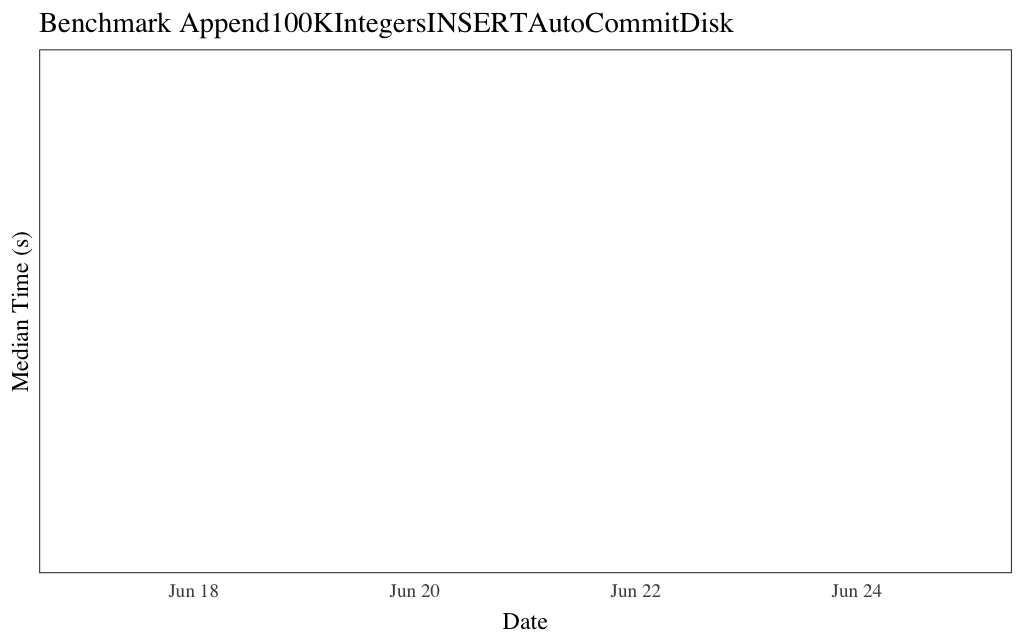 Benchmark Append100KIntegersINSERTAutoCommitDisk
Median Time (s)
Jun 18 Jun 20 Jun 22 Jun 24
Date